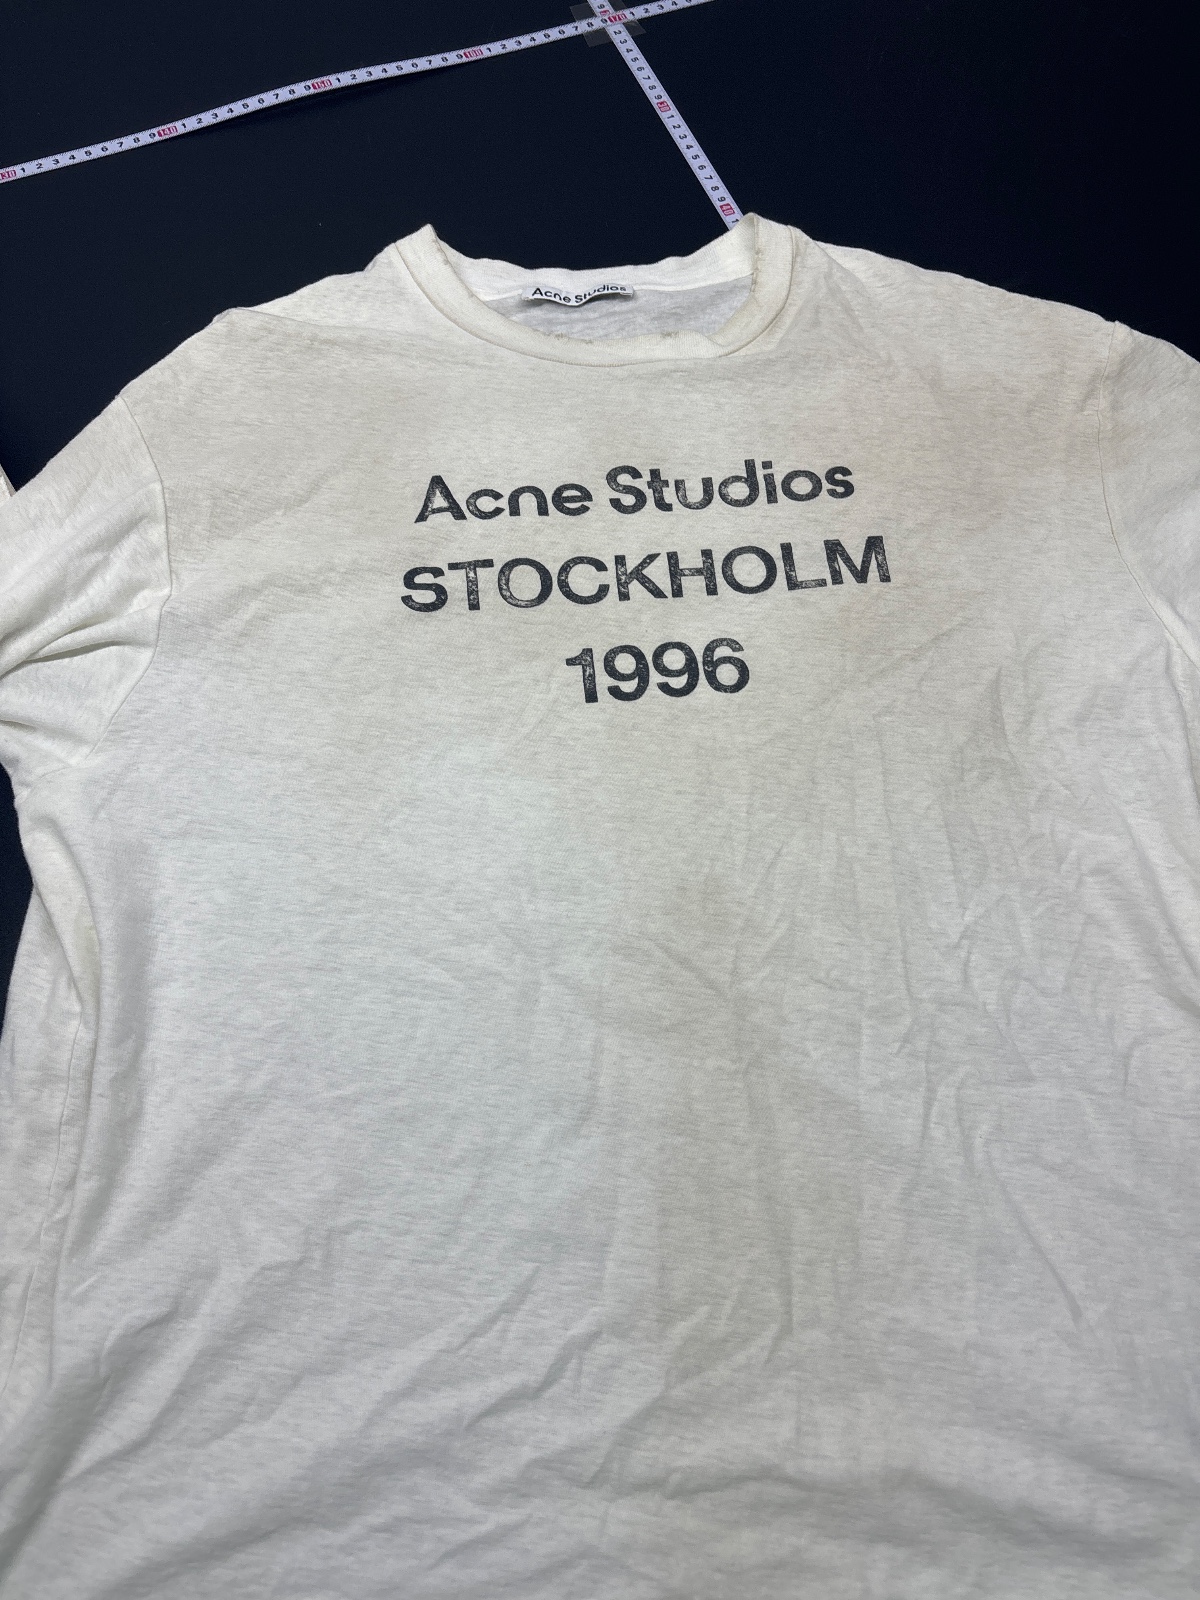 Acne Studios
Acne Studios
STOCKHOLM
1996